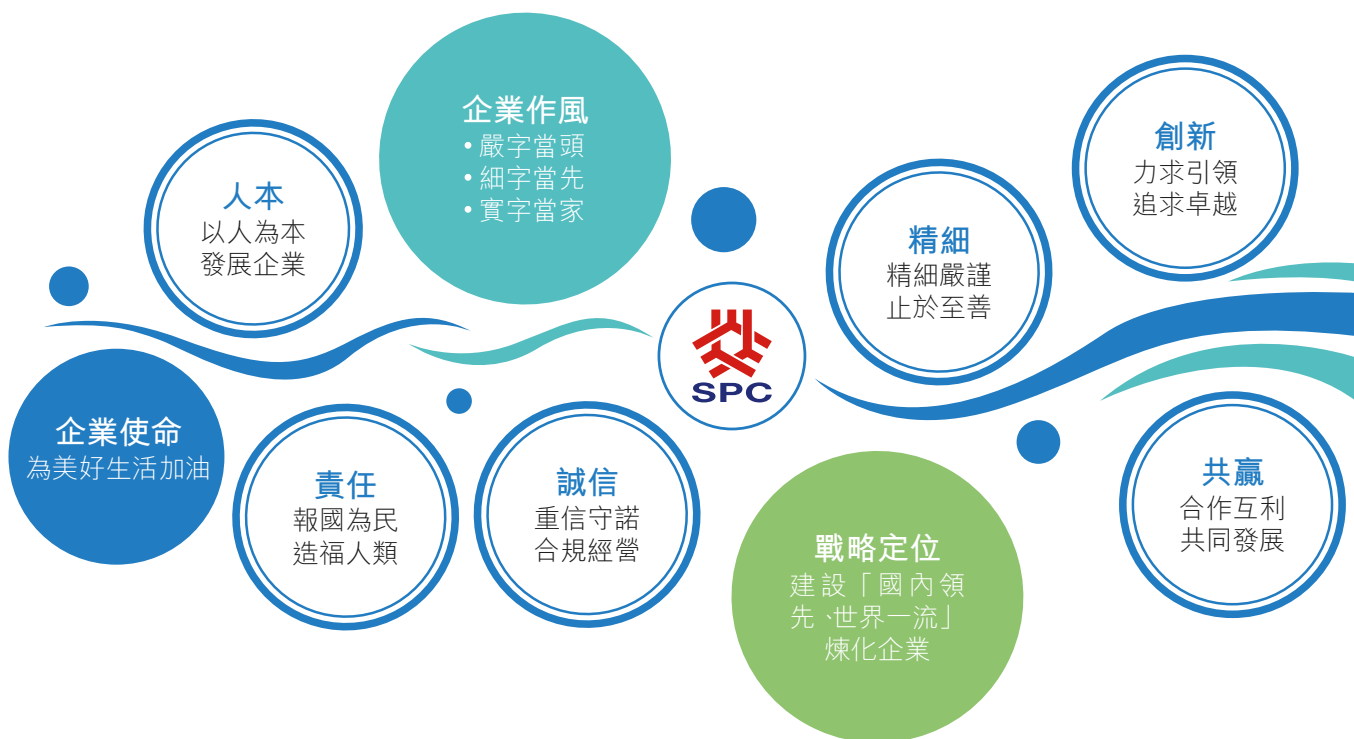 企業作風
• 嚴字當頭
• 細字當先
• 實字當家
人本
以人為本
發展企業
創新
力求引領
追求卓越
精細
精細嚴謹
止於至善
SPC
企業使命
為美好生活加油
責任
報國為民
造福人類
誠信
重信守諾
合規經營
戰略定位
建設「國內領
先、世界一流」
煉化企業
共贏
合作互利
共同發展